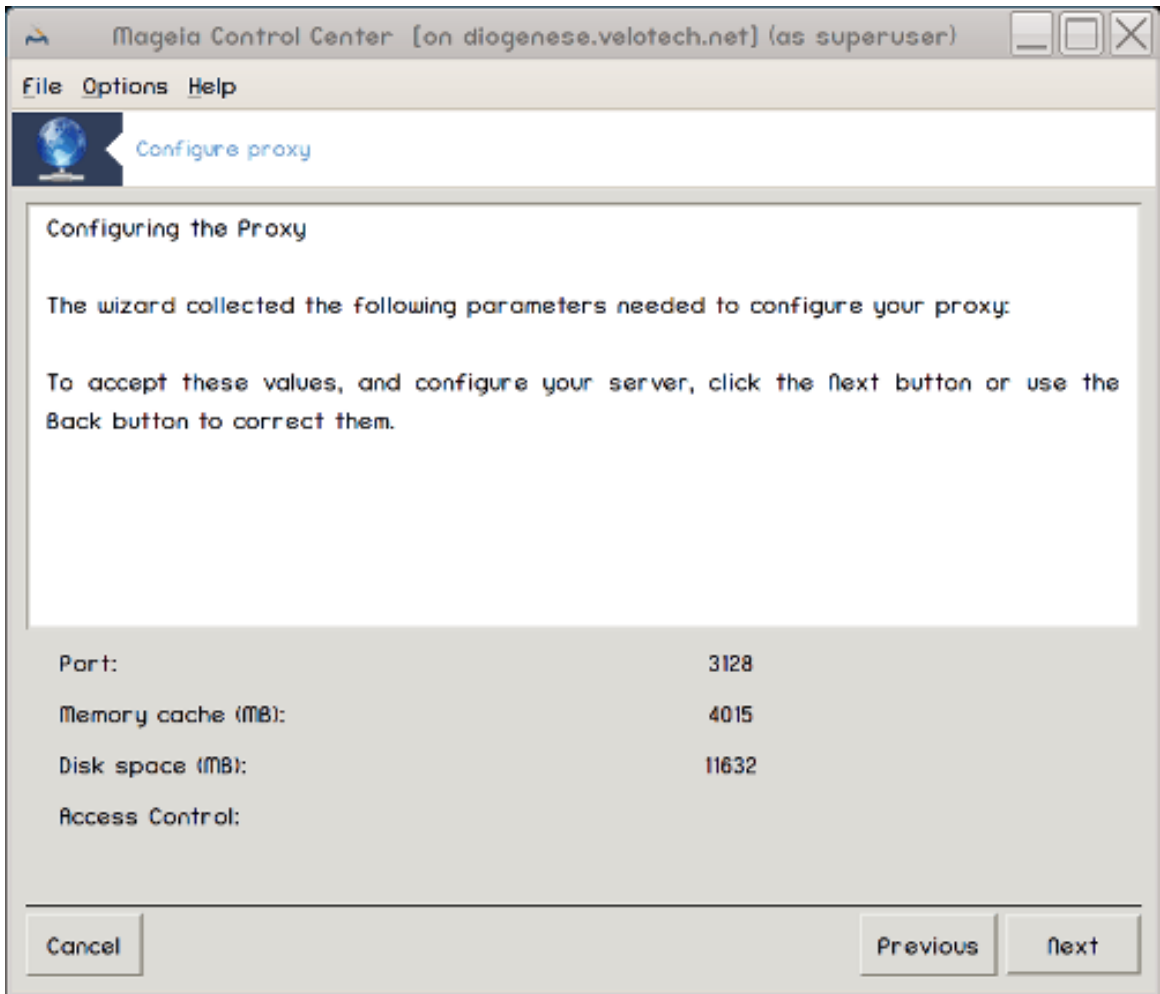 Mageia Control Center [on diogenese.velotech.net] (as superuser)
File Options Help
Configure proxy
Configuring the Proxy
The wizard collected the following parameters needed to configure your proxy:
To accept these values, and configure your server, click the Next button or use the
Back button to correct them.
Port: 3128
Memory cache (MB): 4015
Disk space (MB): 11632
Access Control:
Cancel Previous Next